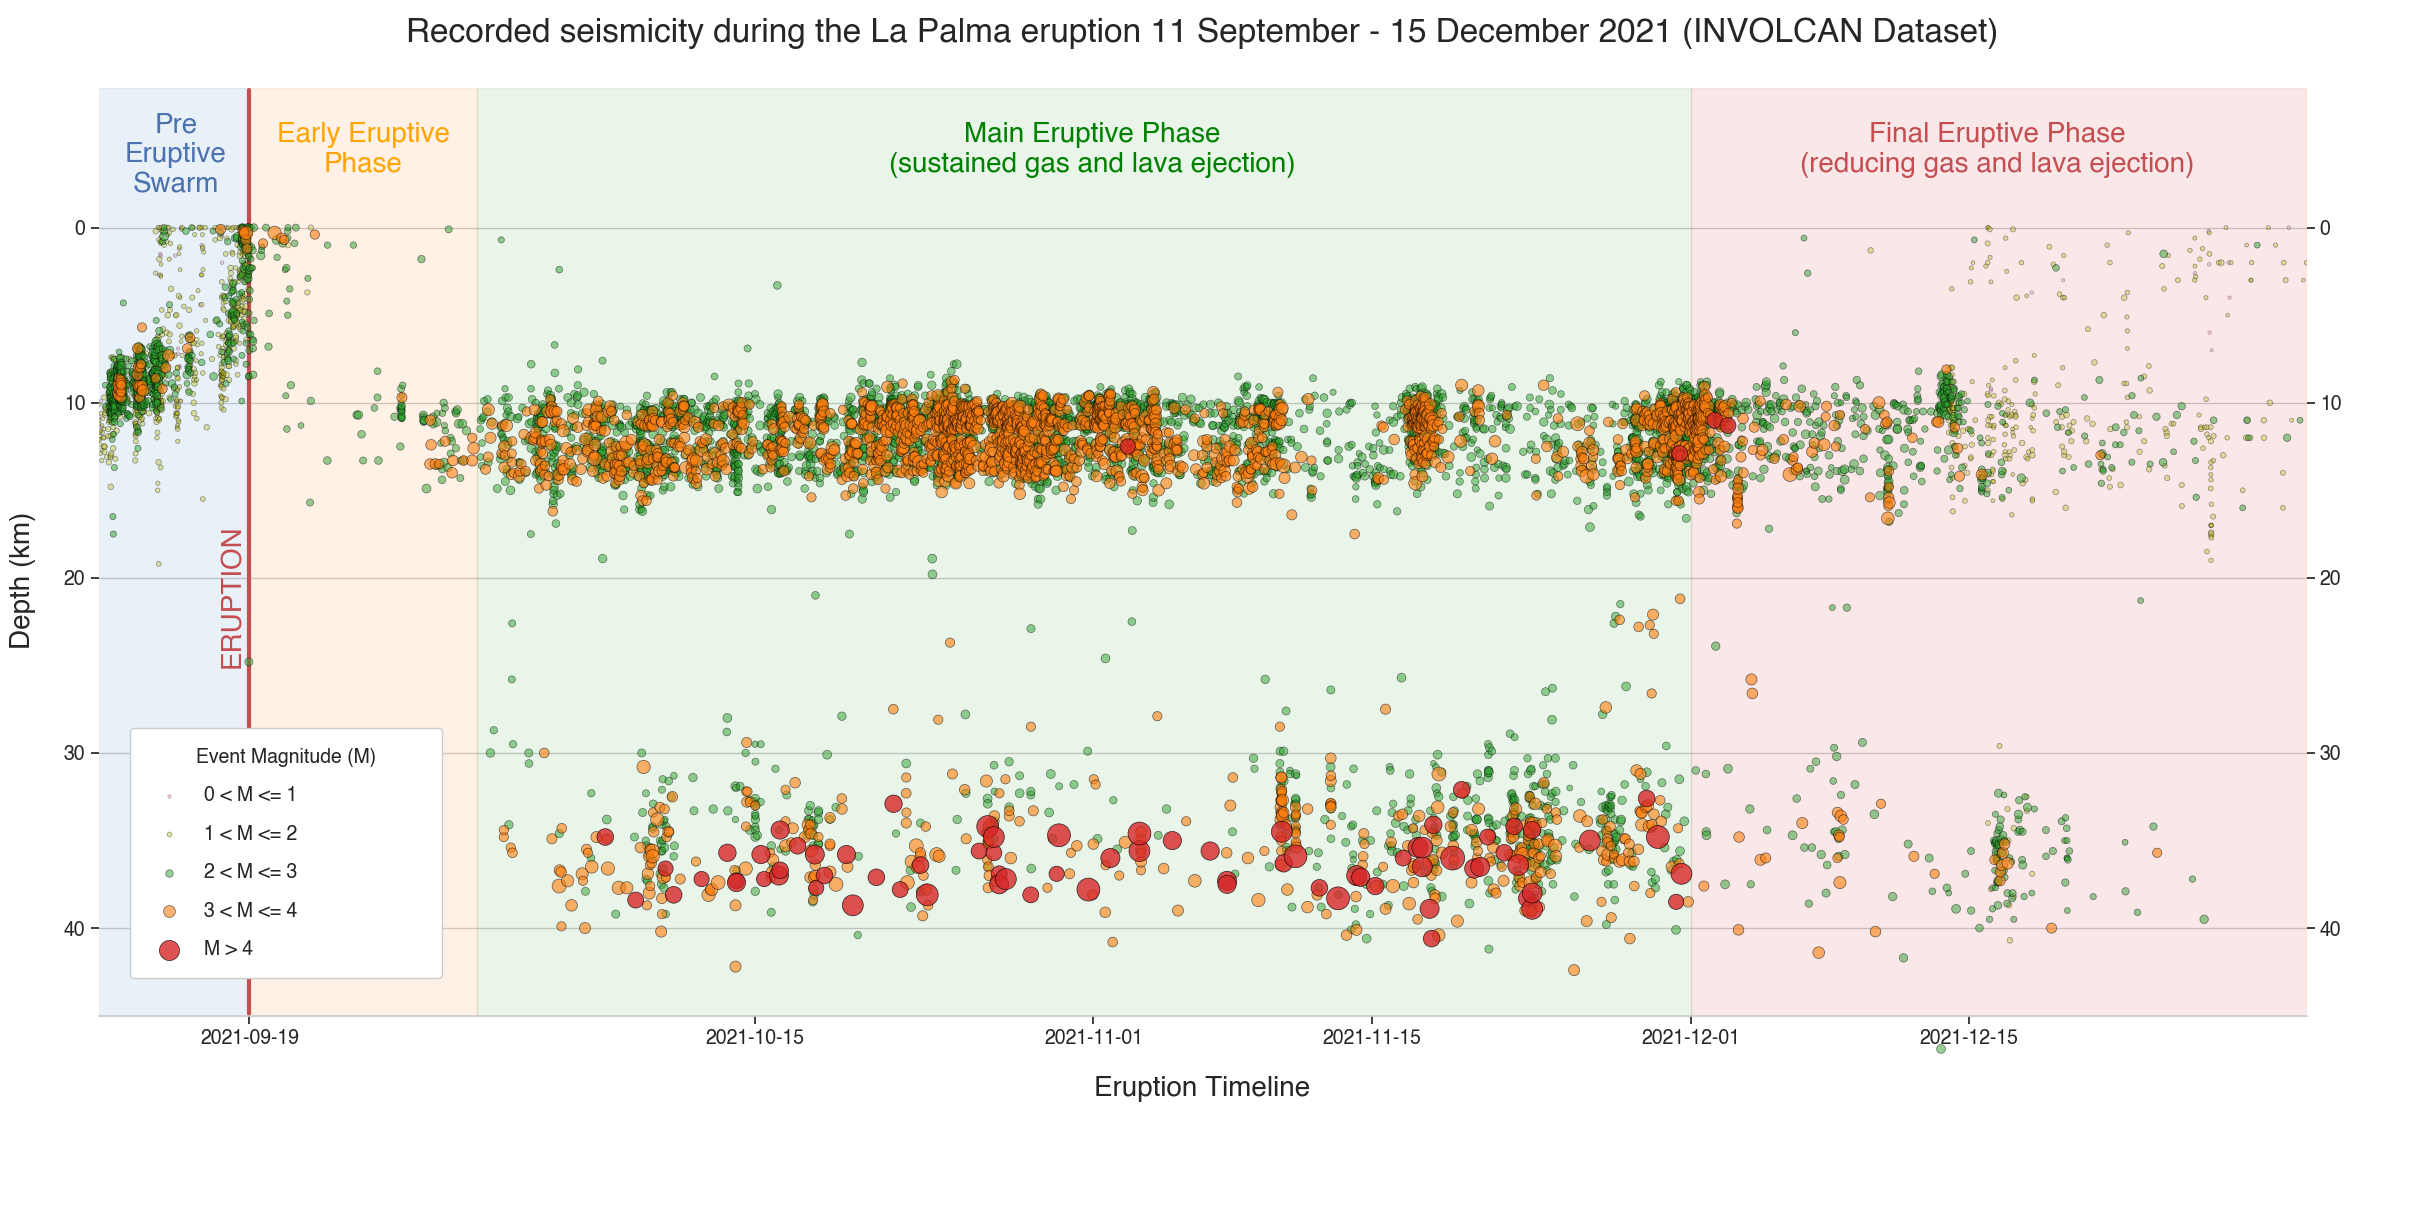 Recorded seismicity during the La Palma eruption 11 September - 15 December 2021 (INVOLCAN Dataset)
Pre
Eruptive
Swarm
Early Eruptive
Phase
Main Eruptive Phase
(sustained gas and lava ejection)
Final Eruptive Phase
(reducing gas and lava ejection)
0
10
20
30
40
Depth (km)
0
10
20
30
40
ERUPTION
Event Magnitude (M)
0 < M <= 1
1 < M <= 2
2 < M <= 3
3 < M <= 4
M > 4
2021-09-19
2021-10-15
2021-11-01
2021-11-15
2021-12-01
2021-12-15
Eruption Timeline